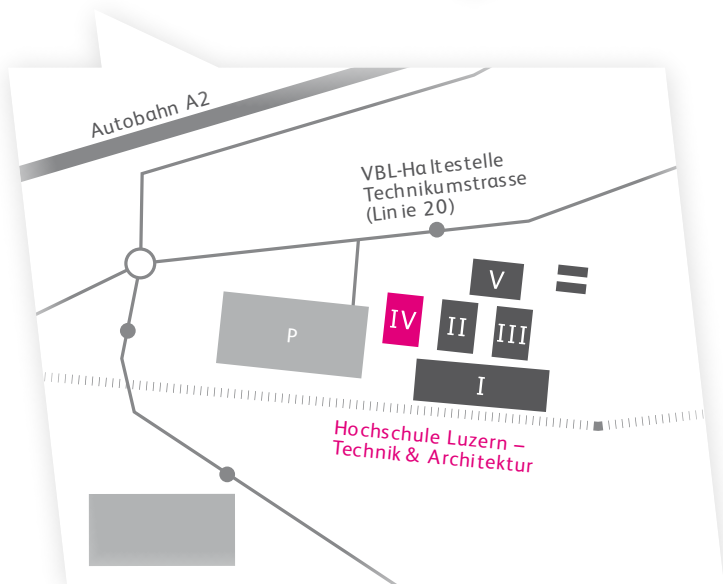 Autobahn A2
VBL-Haltestelle
Technikumstrasse
(Linie 20)
V
IV
II
III
P
I
Hochschule Luzern –
Technik & Architektur